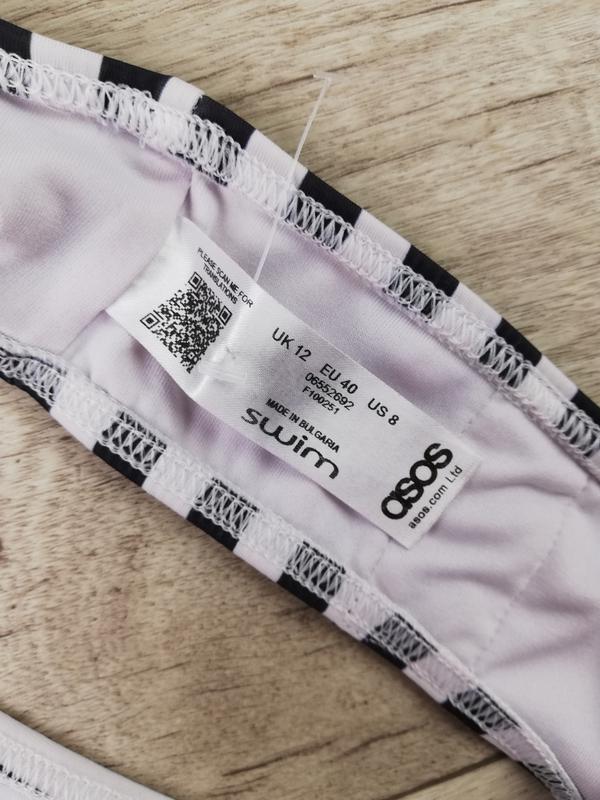 PLEASE SCAN ME FOR
TRANSLATIONS
UK 12 EU 40 US 8
06552692
F100251
MADE IN BULGARIA
swim
asos
asos.com Ltd